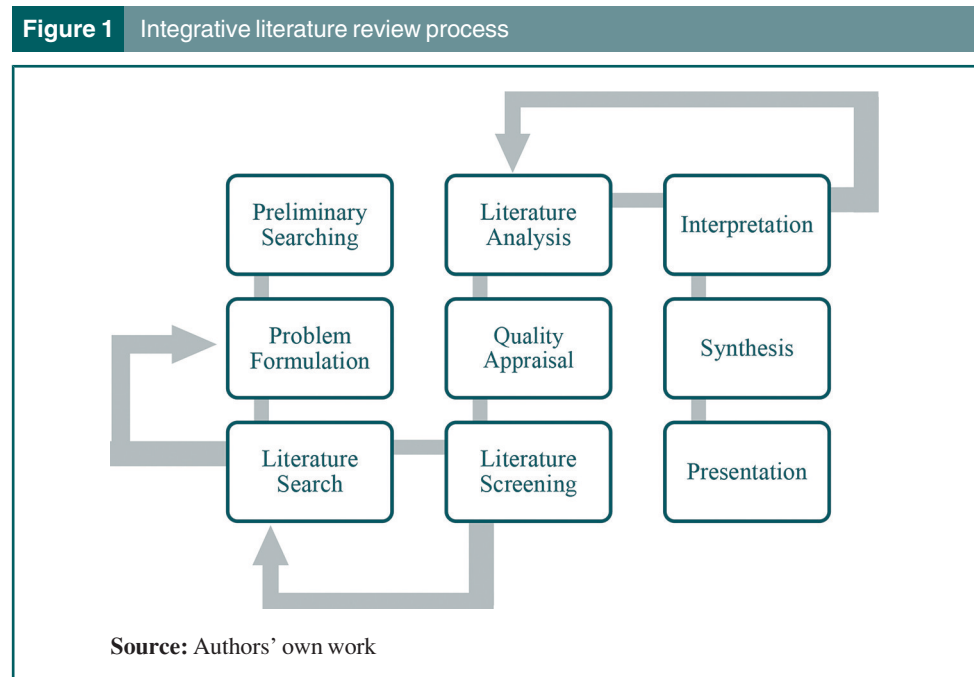 Figure 1 Integrative literature review process
Preliminary
Searching
Literature
Analysis
Interpretation
Problem
Formulation
Quality
Appraisal
Synthesis
Literature
Search
Literature
Screening
Presentation
Source: Authors’ own work